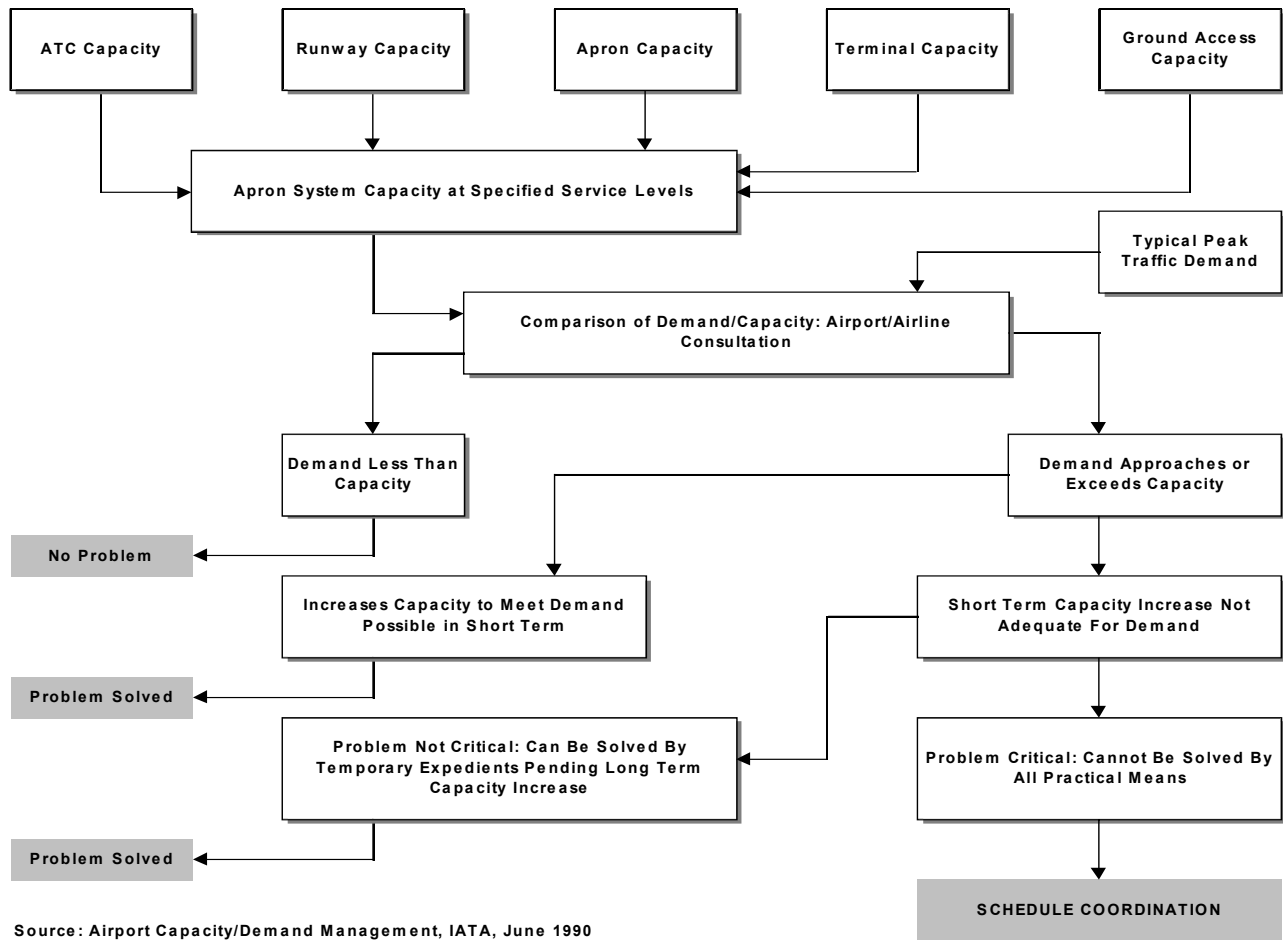 ATC Capacity
Runway Capacity
Apron Capacity
Terminal Capacity
Ground Access
Capacity
Apron System Capacity at Specified Service Levels
Typical Peak
Traffic Demand
Comparison of Demand/Capacity: Airport/Airline
Consultation
Demand Less Than
Capacity
Demand Approaches or
Exceeds Capacity
No Problem
Increases Capacity to Meet Demand
Possible in Short Term
Short Term Capacity Increase Not
Adequate For Demand
Problem Solved
Problem Not Critical: Can Be Solved By
Temporary Expedients Pending Long Term
Capacity Increase
Problem Critical: Cannot Be Solved By
All Practical Means
Problem Solved
SCHEDULE COORDINATION
Source: Airport Capacity/Demand Management, IATA, June 1990